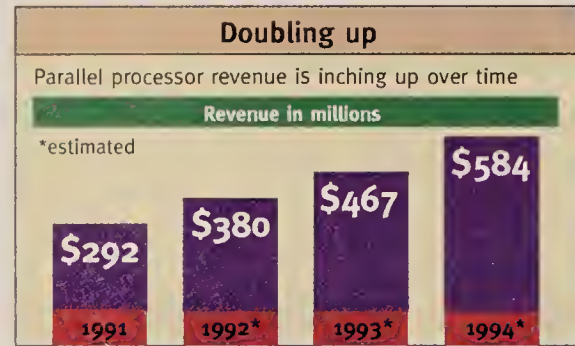 Doubling up
Parallel processor revenue is inching up over time
Revenue in millions
*estimated
$292
$380
$467
$584
1991
1992*
1993*
1994*